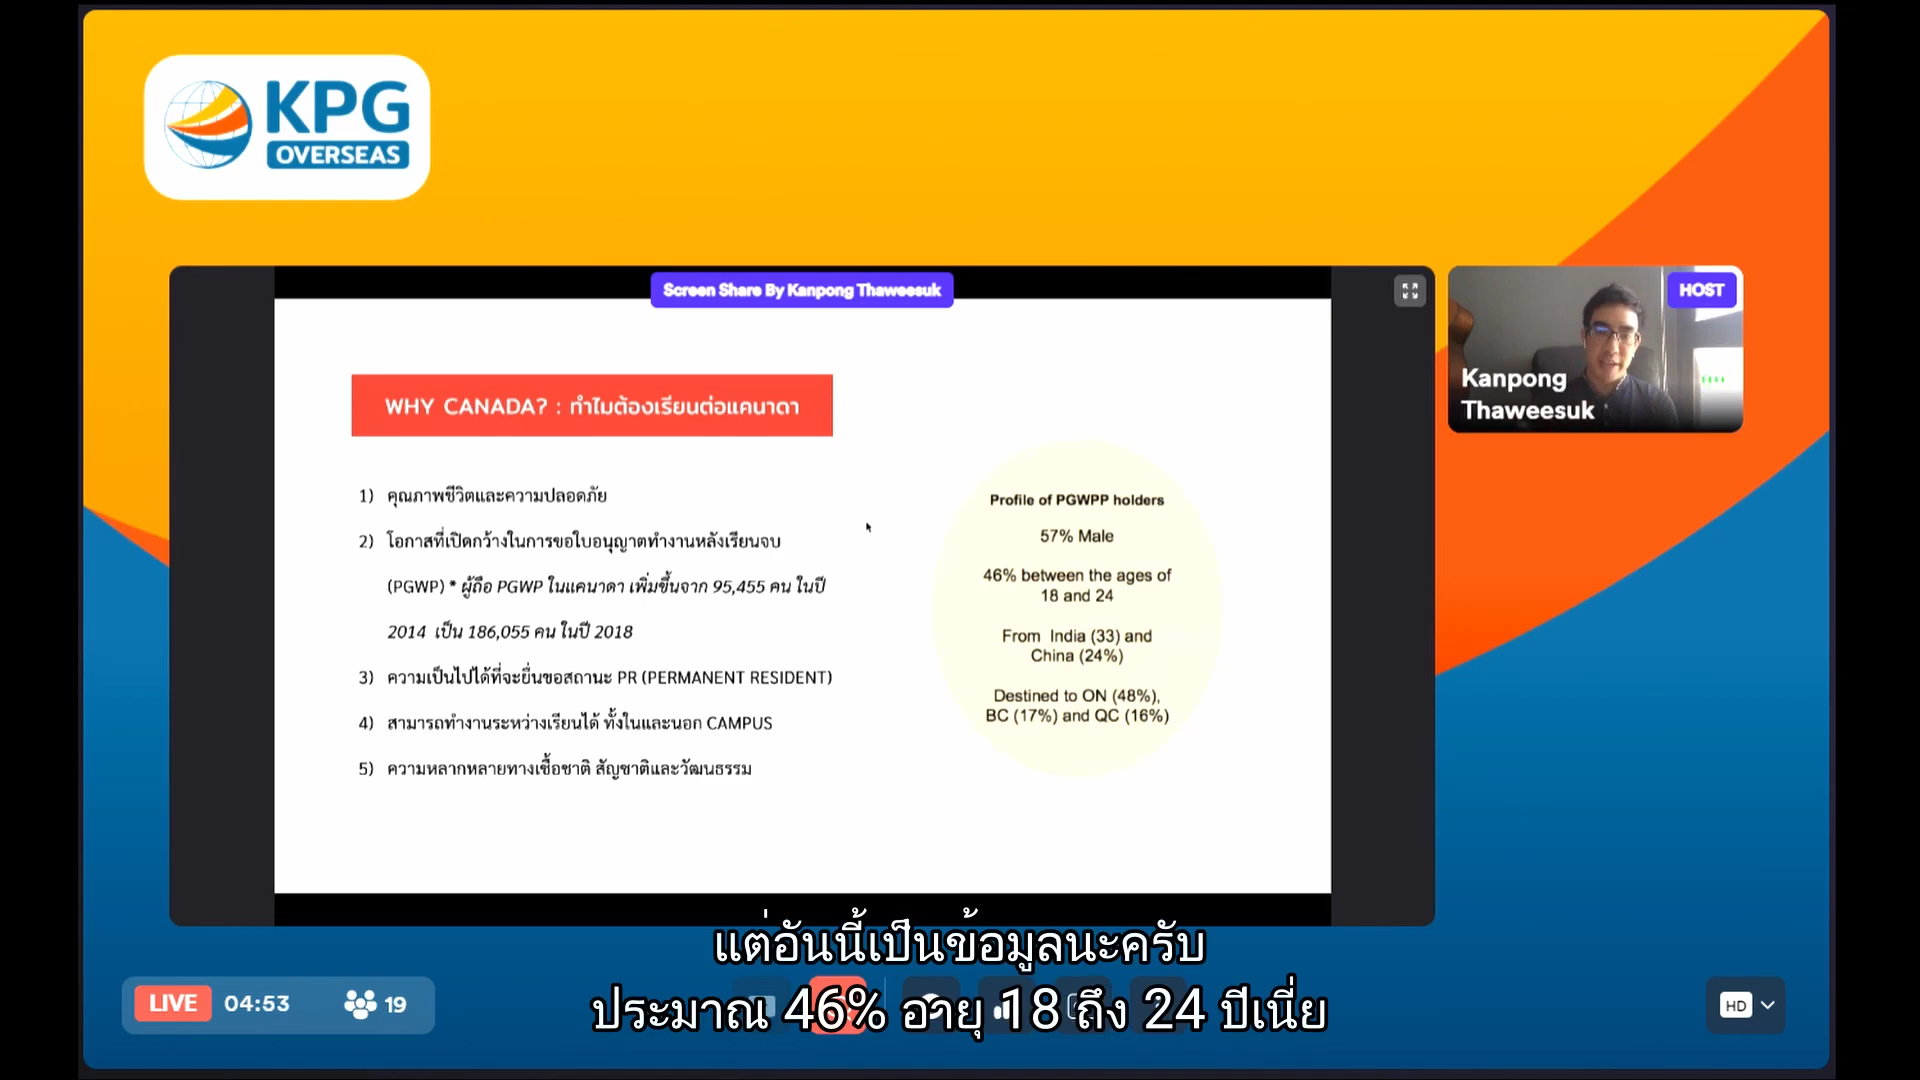 KPG
OVERSEAS
Screen Share By Kanpong Thaweesuk
HOST
Kanpong
Thaweesuk
WHY CANADA? : ทำไมต้องเรียนต่อแคนาดา
1) คุณภาพชีวิตและความปลอดภัย
2) โอกาสที่เปิดกว้างในการขอใบอนุญาตทำงานหลังเรียนจบ
(PGWP) * ผู้ถือ PGWP ในแคนาดา เพิ่มขึ้นจาก 95,455 คน ในปี
2014 เป็น 186,055 คน ในปี 2018
3) ความเป็นไปได้ที่จะยื่นขอสถานะ PR (PERMANENT RESIDENT)
4) สามารถทำงานระหว่างเรียนได้ ทั้งในและนอก CAMPUS
5) ความหลากหลายทางเชื้อชาติ สัญชาติและวัฒนธรรม
Profile of PGWPP holders
57% Male
46% between the ages of
18 and 24
From India (33) and
China (24%)
Destined to ON (48%),
BC (17%) and QC (16%)
แต่อันนี้เป็นข้อมูลนะครับ
ประมาณ 46% อายุ 18 ถึง 24 ปีเนี่ย
LIVE 04:53 19
HD